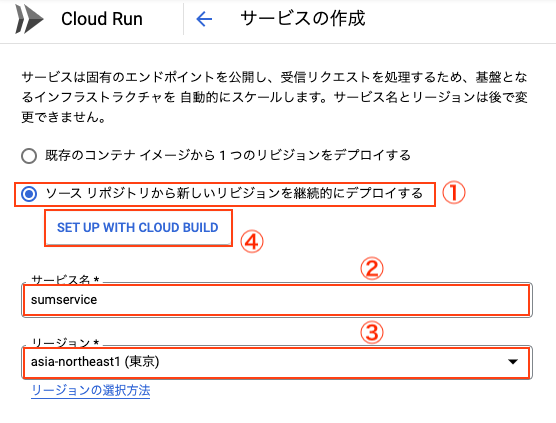 Cloud Run
サービスの作成
サービスは固有のエンドポイントを公開し、受信リクエストを処理するため、基盤とな
るインフラストラクチャを 自動的にスケールします。サービス名とリージョンは後で変
更できません。
既存のコンテナ イメージから 1 つのリビジョンをデプロイする
ソース リポジトリから新しいリビジョンを継続的にデプロイする
①
SET UP WITH CLOUD BUILD
④
②
サービス名 *
sumservice
③
リージョン *
asia-northeast1 (東京)
リージョンの選択方法